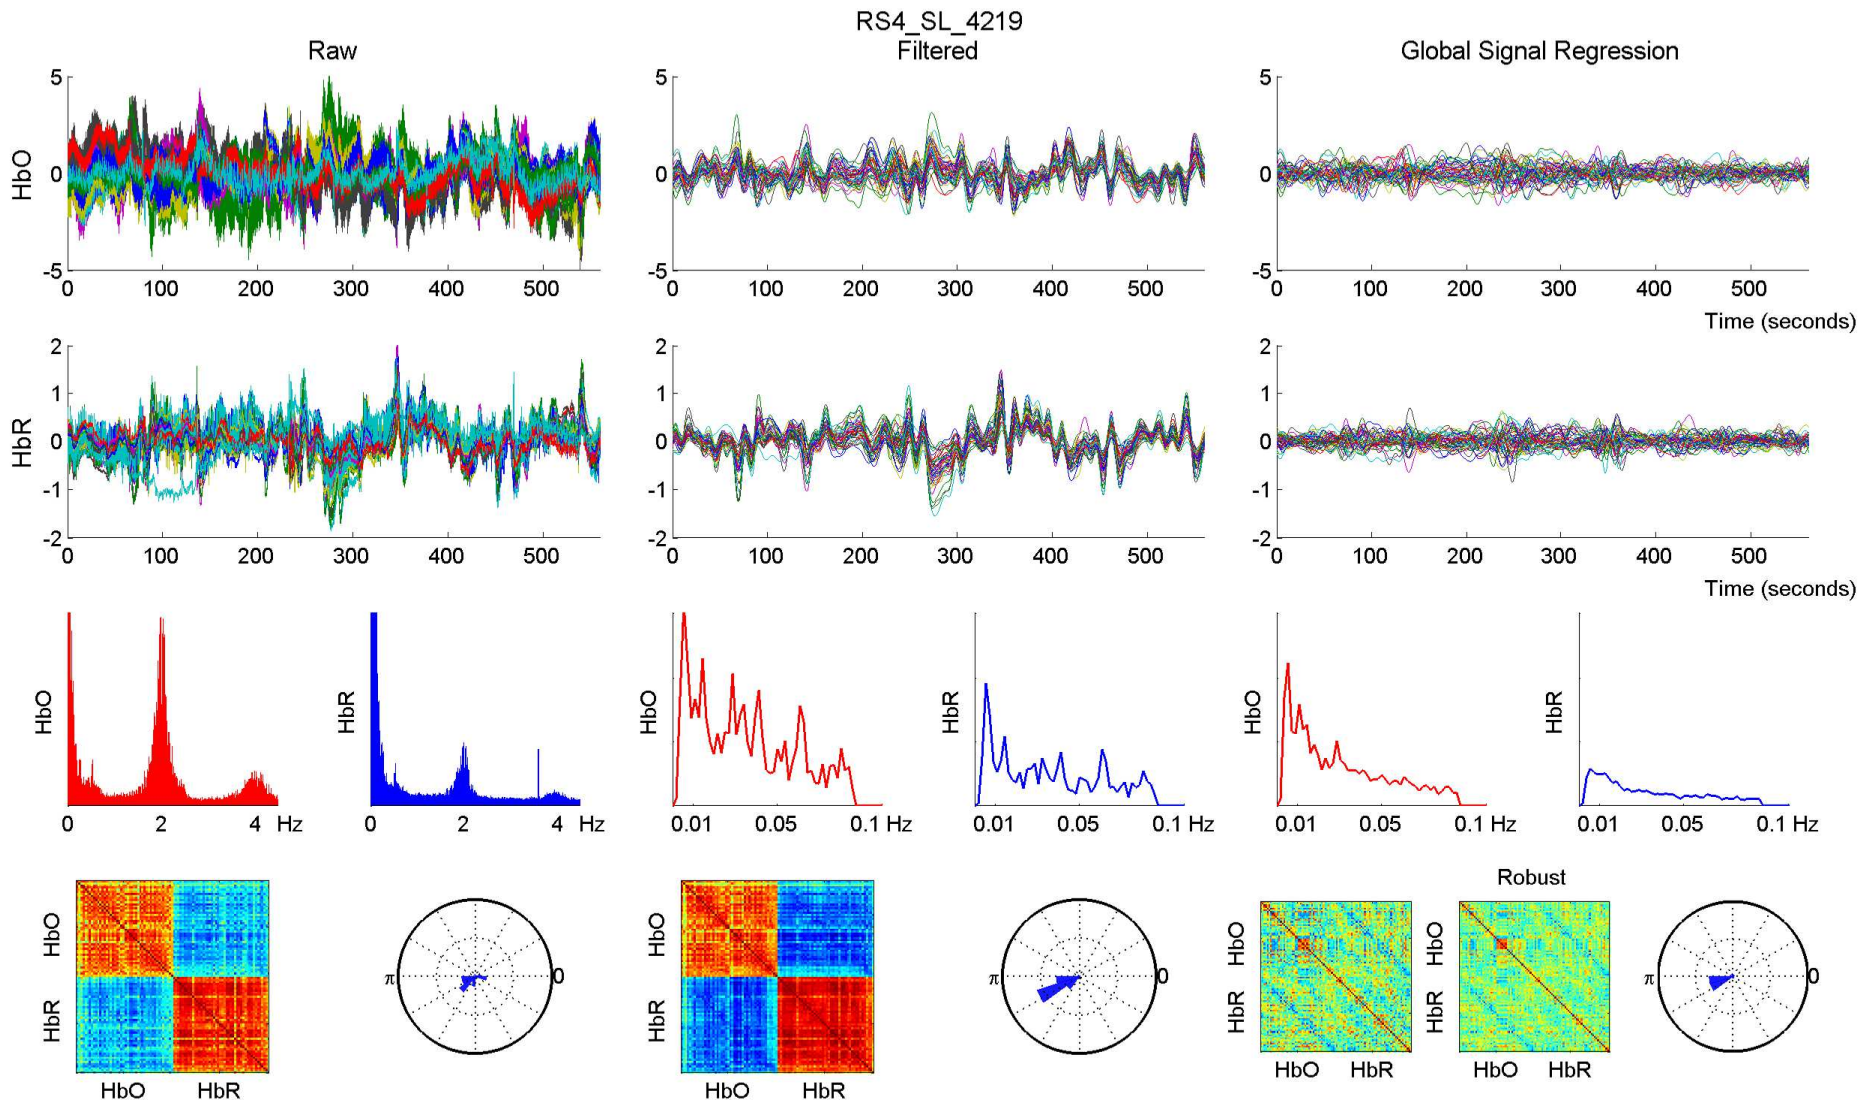 RS4_SL_4219
Raw
Filtered
Global Signal Regression
HbO
5
0
-5
0 100 200 300 400 500
5
0
-5
0 100 200 300 400 500
5
0
-5
0 100 200 300 400 500
Time (seconds)
HbR
2
1
0
-1
-2
0 100 200 300 400 500
2
1
0
-1
-2
0 100 200 300 400 500
2
1
0
-1
-2
0 100 200 300 400 500
Time (seconds)
HbO
0 2 4 Hz
HbR
0 2 4 Hz
HbO
0.01 0.05 0.1 Hz
HbR
0.01 0.05 0.1 Hz
HbO
0.01 0.05 0.1 Hz
HbR
0.01 0.05 0.1 Hz
HbO
HbR
HbO HbR
π 0
HbO
HbR
HbO HbR
π 0
HbO
HbR
HbO HbR
Robust
HbO
HbR
HbO HbR
π 0